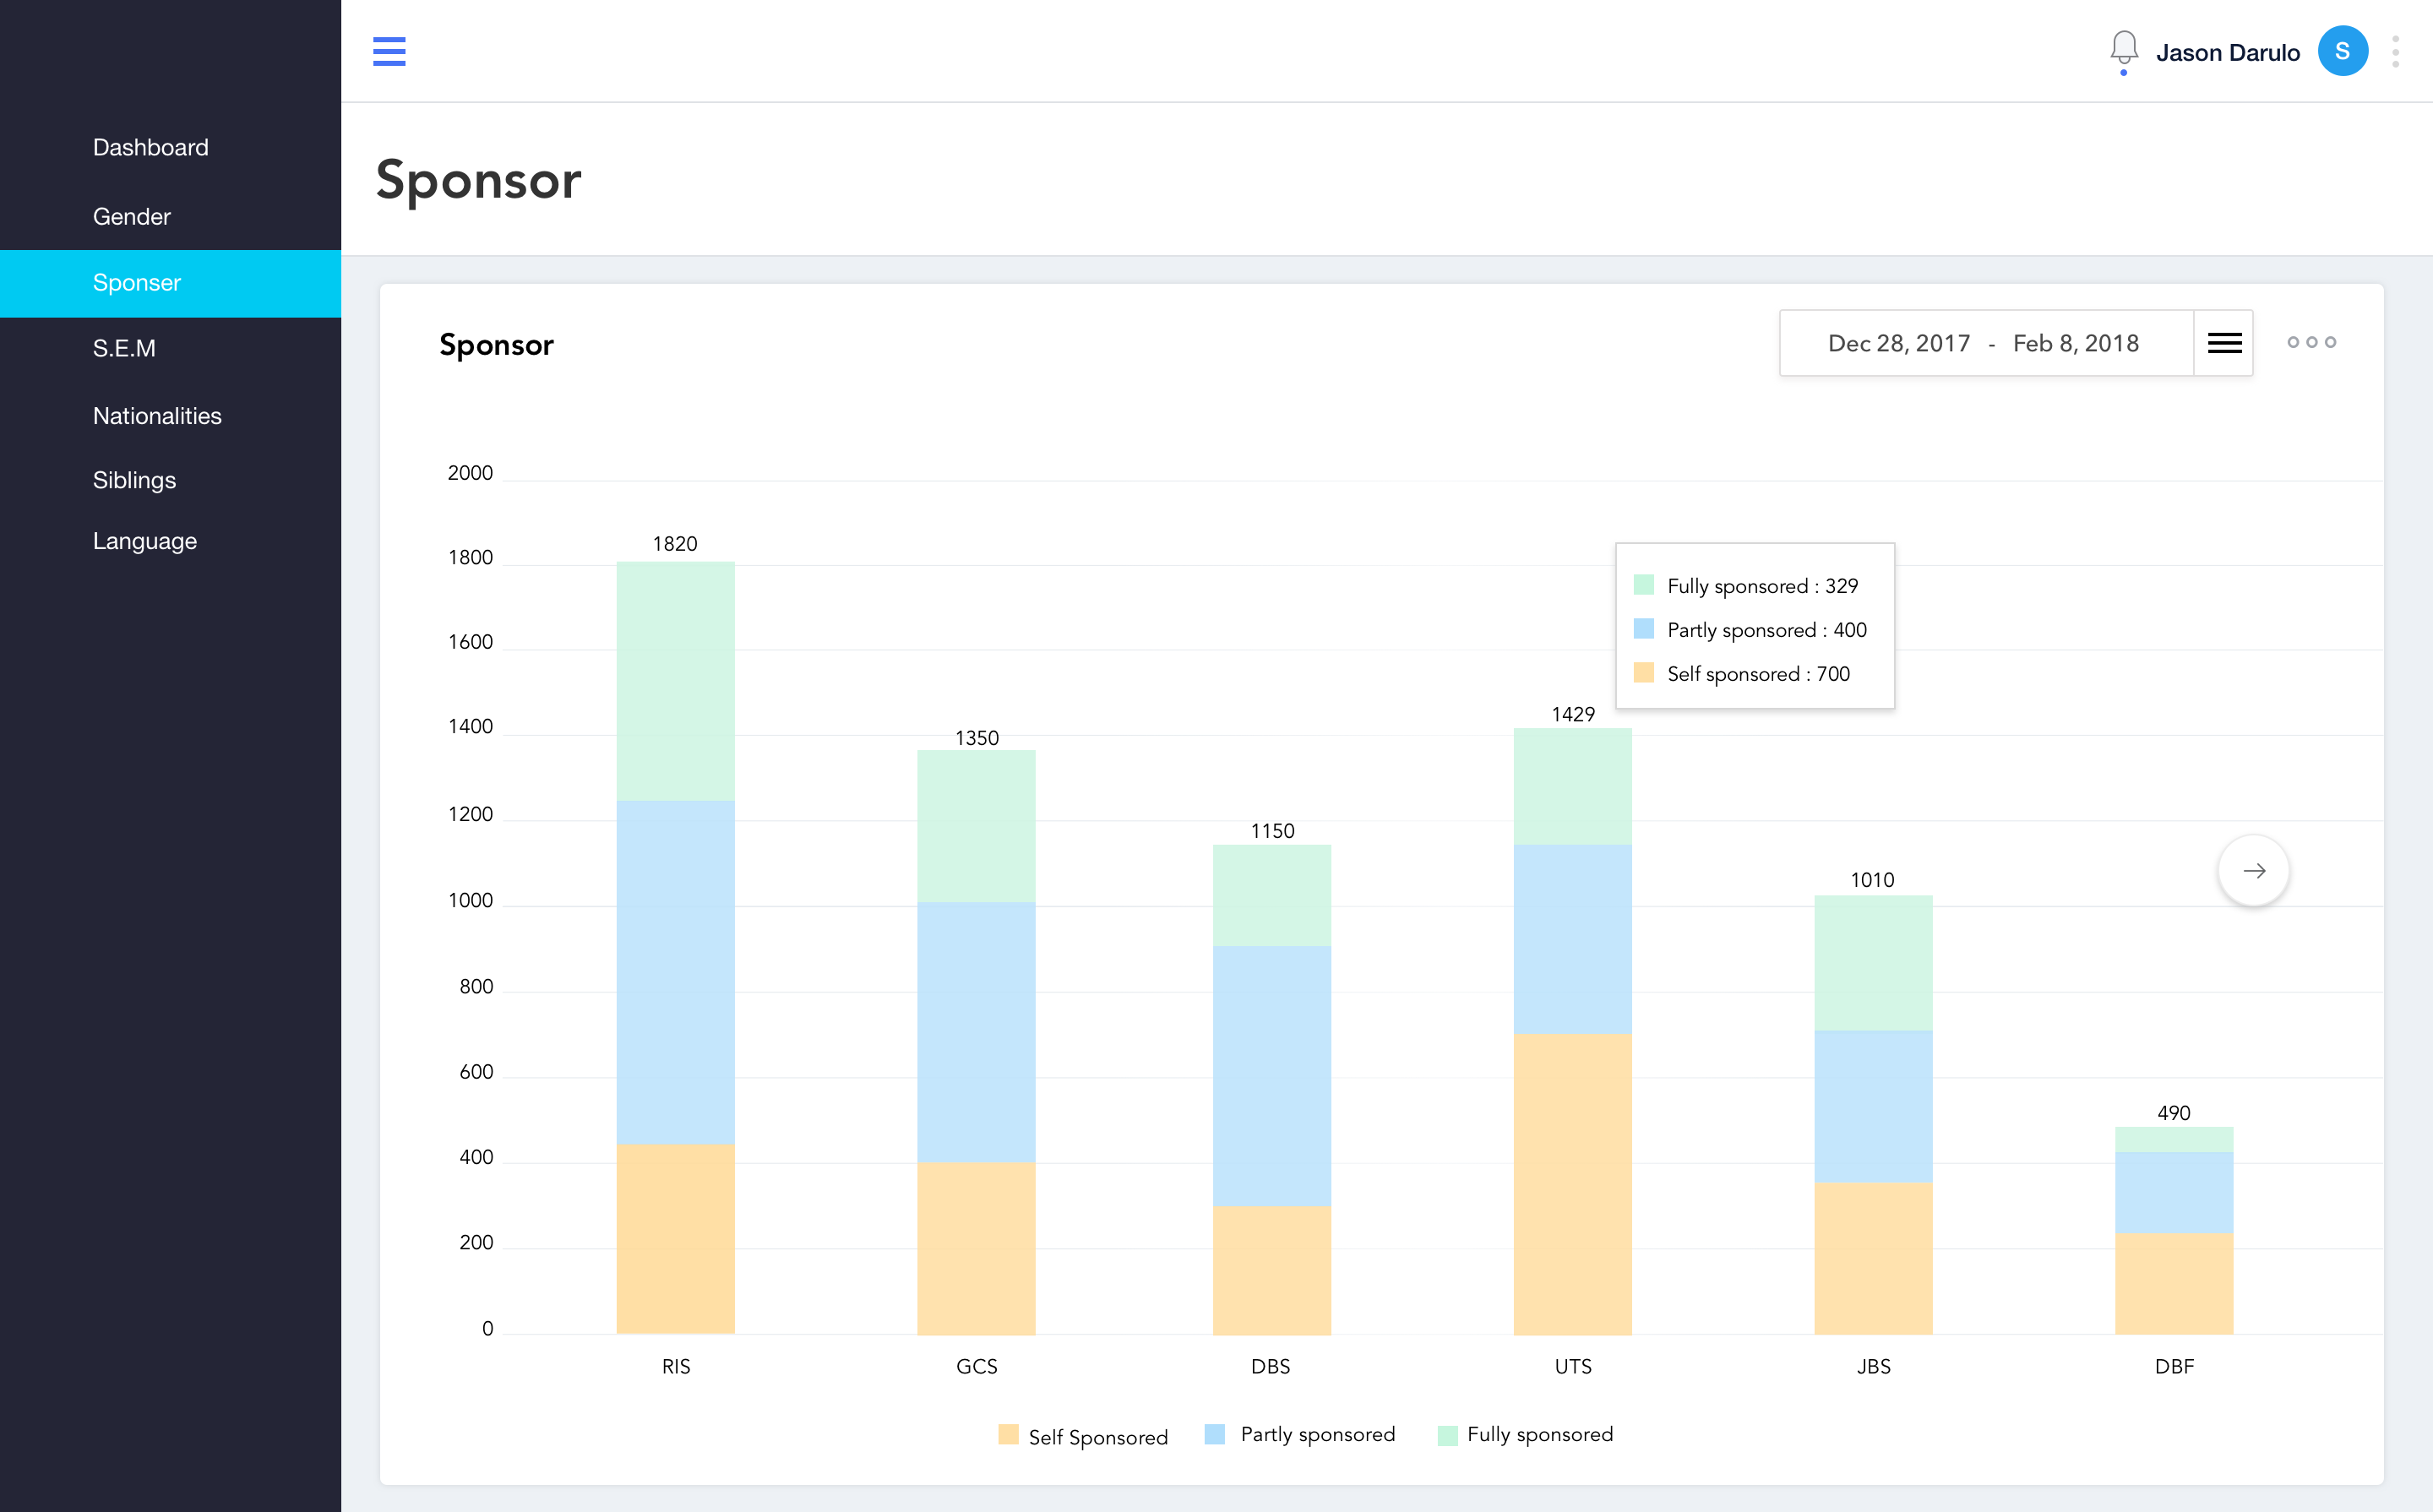 Jason Darulo S
Dashboard
Gender
Sponser
S.E.M
Nationalities
Siblings
Language
Sponsor
Sponsor
Dec 28, 2017 - Feb 8, 2018
2000
1800
1600
1400
1200
1000
800
600
400
200
0
1820
1350
1150
1429
1010
490
Fully sponsored : 329
Partly sponsored : 400
Self sponsored : 700
RIS GCS DBS UTS JBS DBF
Self Sponsored Partly sponsored Fully sponsored